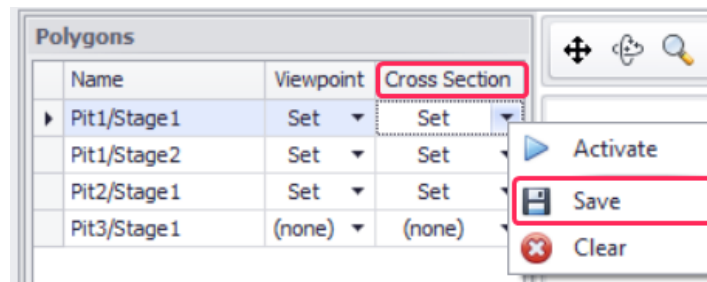 Polygons
Name Viewpoint Cross Section
Pit1/Stage1 Set Set
Activate
Pit1/Stage2 Set Set
Save
Pit2/Stage1 Set Set
Pit3/Stage1 (none) (none)
Clear